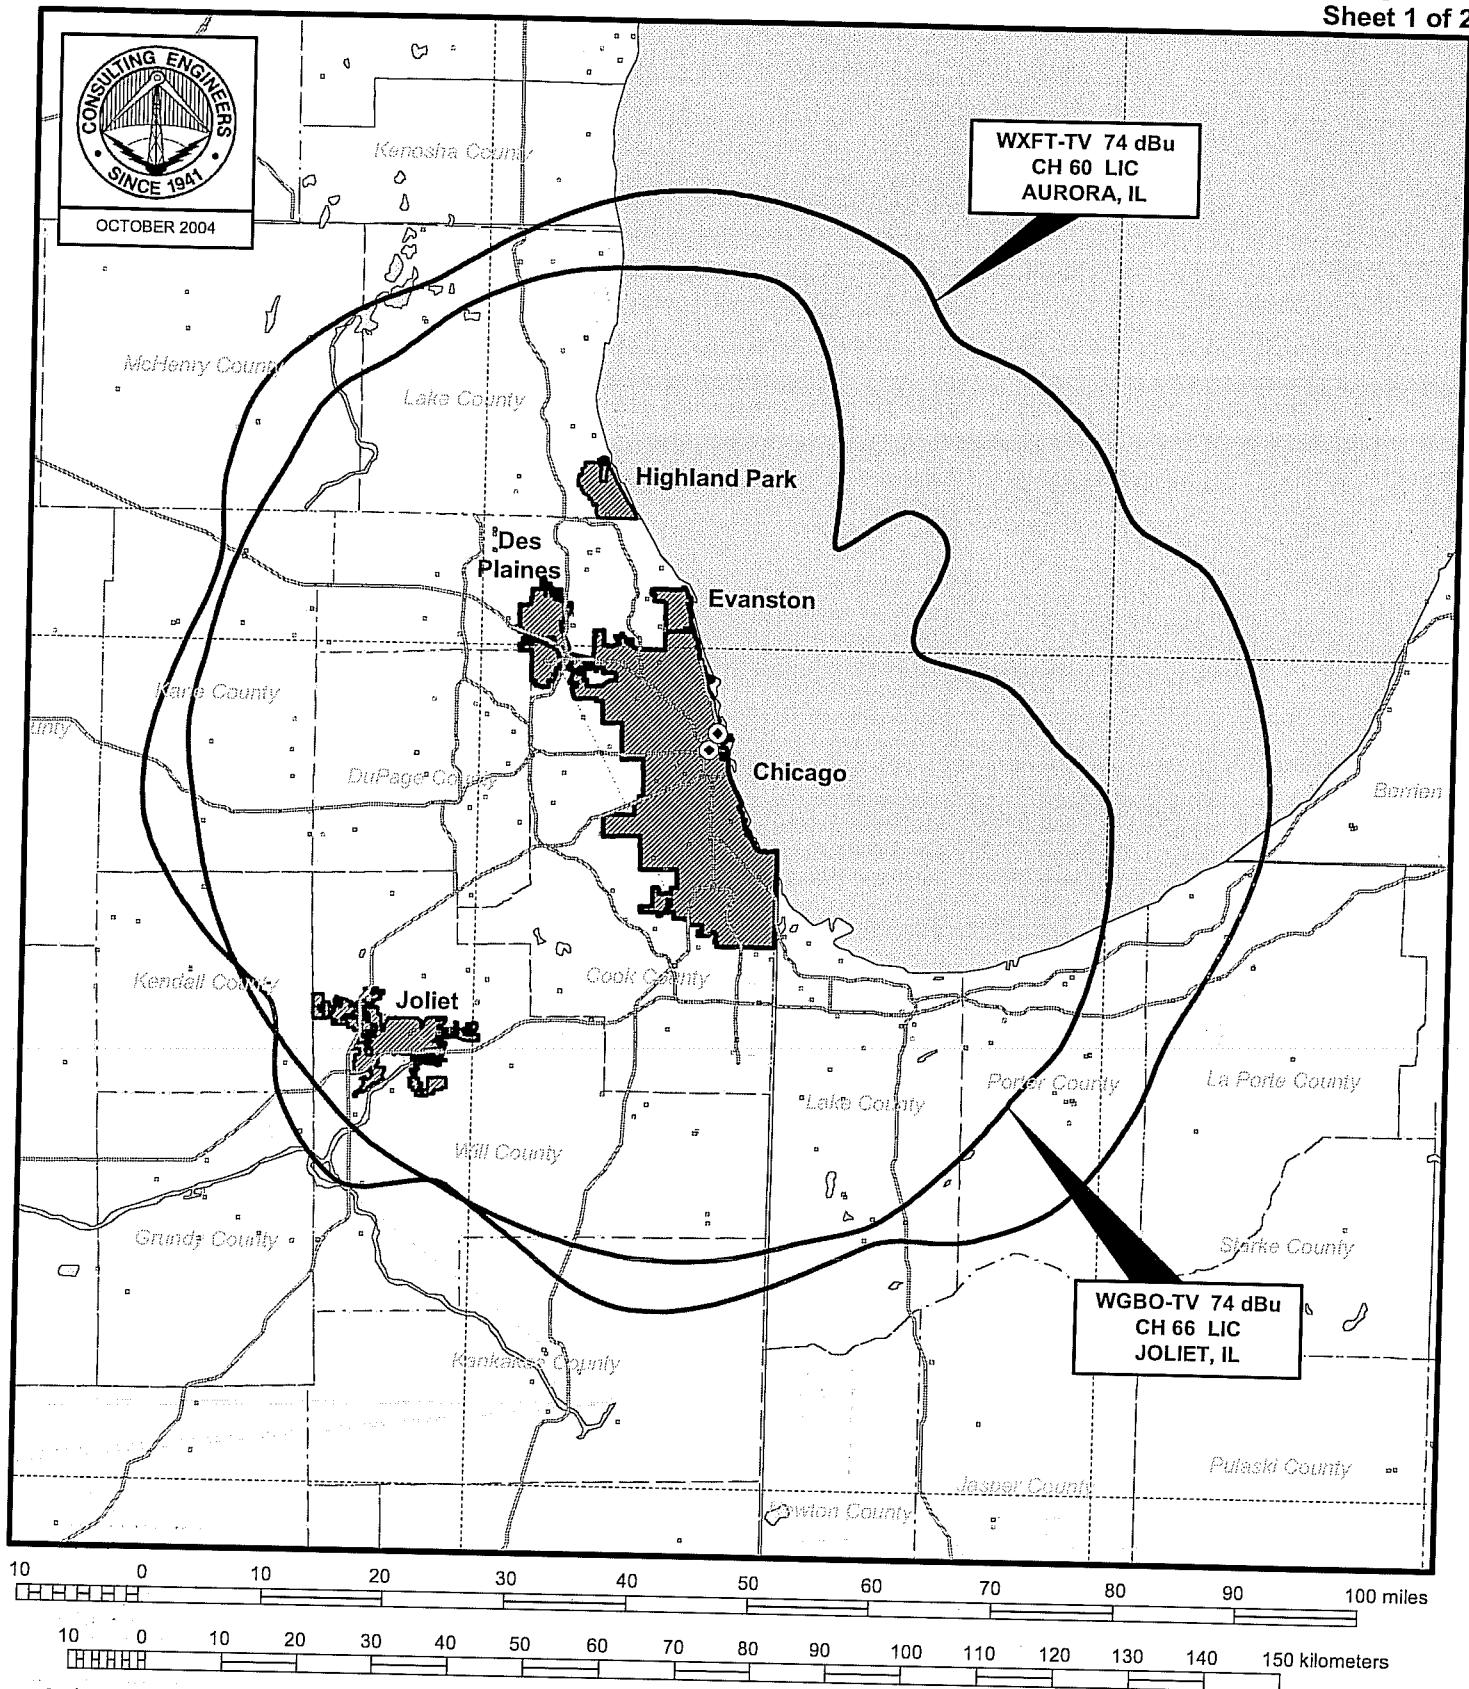 Sheet 1 of 2
CONSULTING ENGINEERS
• SINCE 1941 •
OCTOBER 2004
Kenosha County
WXFT-TV 74 dBu
CH 60 LIC
AURORA, IL
McHenry County
Lake County
Highland Park
Des
Plaines
Evanston
Kane County
unty
DuPage County
Chicago
Berrien
Kendall County
Joliet
Cook County
Lake County
Porter County
La Porte County
Will County
Grundy County
Starke County
WGBO-TV 74 dBu
CH 66 LIC
JOLIET, IL
Kankakee County
Pulaski County
Jasper County
Newton County
10 0 10 20 30 40 50 60 70 80 90 100 miles
10 0 10 20 30 40 50 60 70 80 90 100 110 120 130 140 150 kilometers